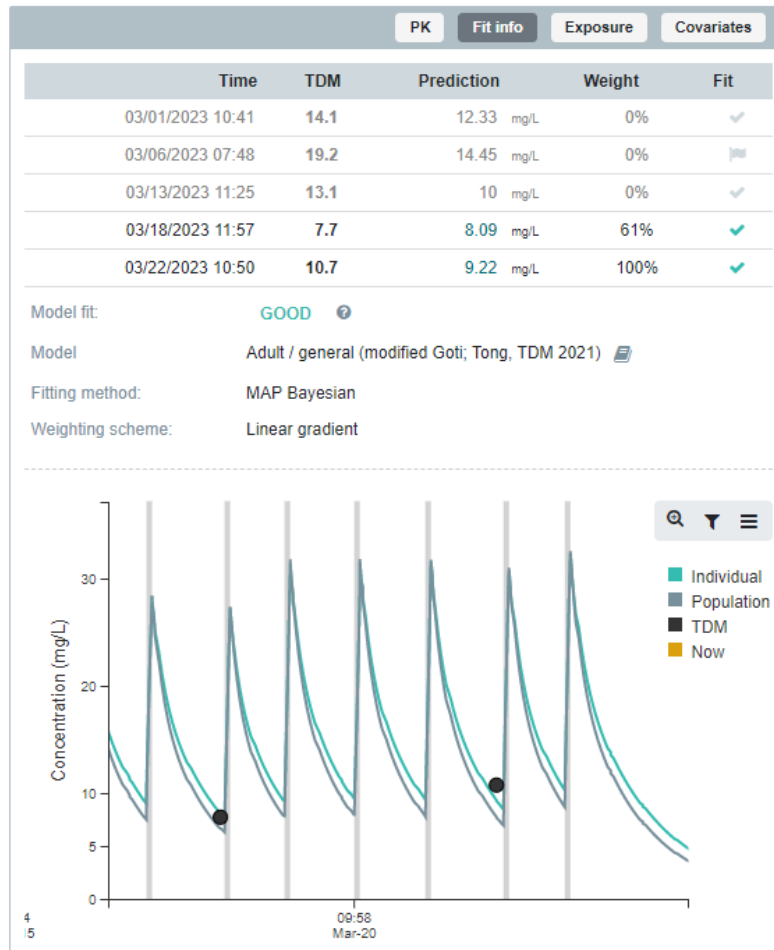 PK Fit info Exposure Covariates
Time TDM Prediction Weight Fit
03/01/2023 10:41 14.1 12.33 mg/L 0%
03/06/2023 07:48 19.2 14.45 mg/L 0%
03/13/2023 11:25 13.1 10 mg/L 0%
03/18/2023 11:57 7.7 8.09 mg/L 61%
03/22/2023 10:50 10.7 9.22 mg/L 100%
Model fit: GOOD ?
Model Adult / general (modified Goti; Tong, TDM 2021)
Fitting method: MAP Bayesian
Weighting scheme: Linear gradient
Individual
Population
TDM
Now
Concentration (mg/L)
30
20
10
5
0
4 09:58
5 Mar-20